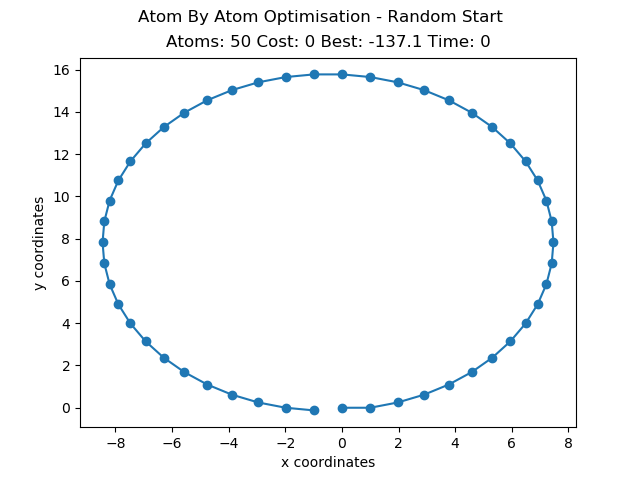 Atom By Atom Optimisation - Random Start
Atoms: 50 Cost: 0 Best: -137.1 Time: 0
16
14
12
10
8
6
4
2
0
y coordinates
−8 −6 −4 −2 0 2 4 6 8
x coordinates